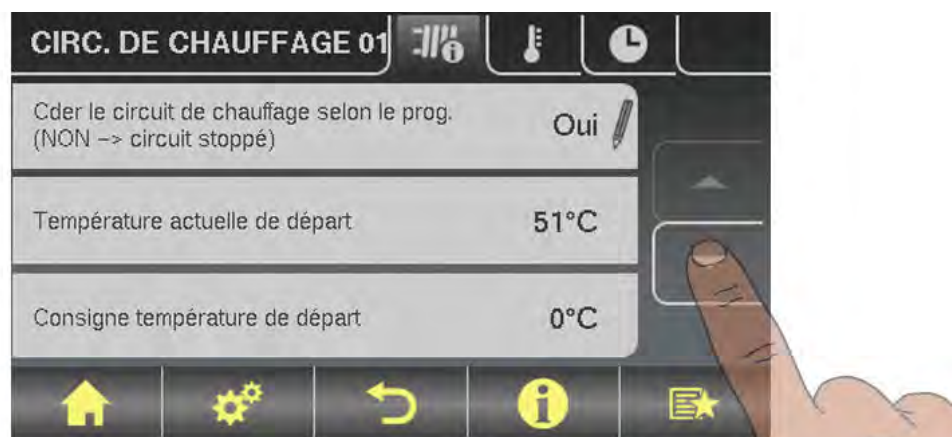 CIRC. DE CHAUFFAGE 01
Cder le circuit de chauffage selon le prog.
(NON -> circuit stoppé)
Oui
Température actuelle de départ
51°C
Consigne température de départ
0°C